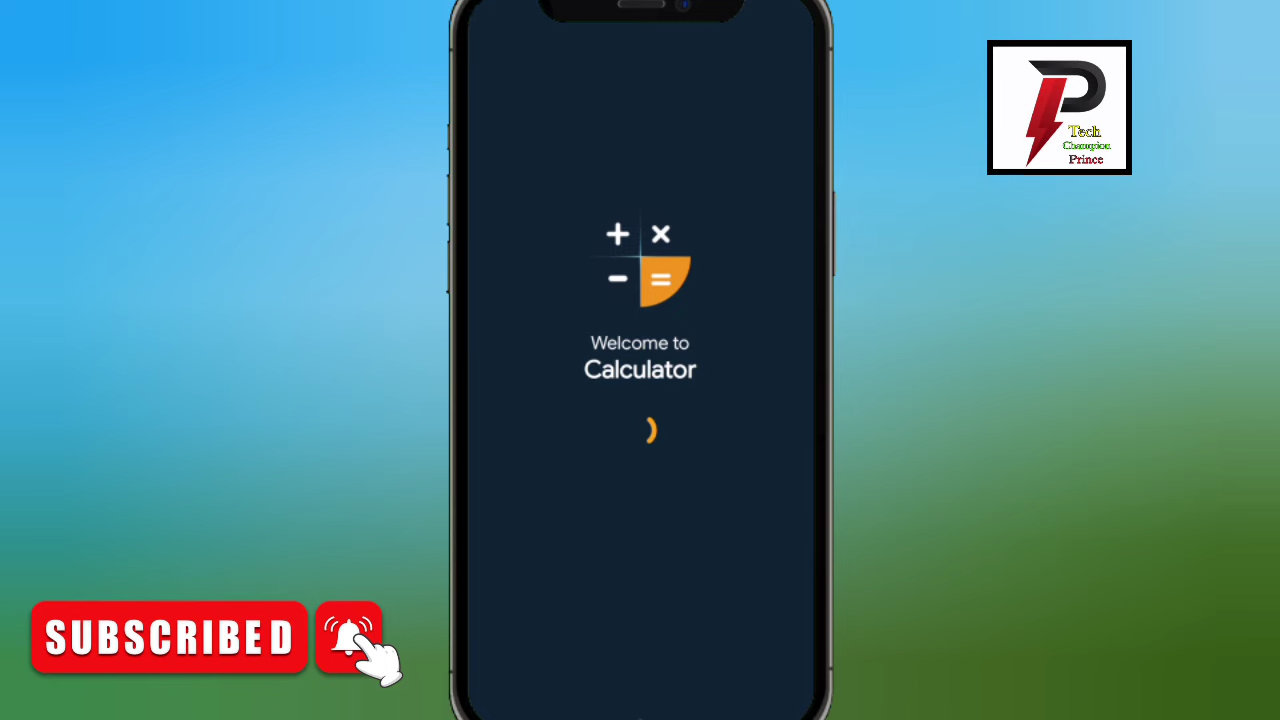 Tech
Champion
Prince
Welcome to
Calculator
SUBSCRIBED